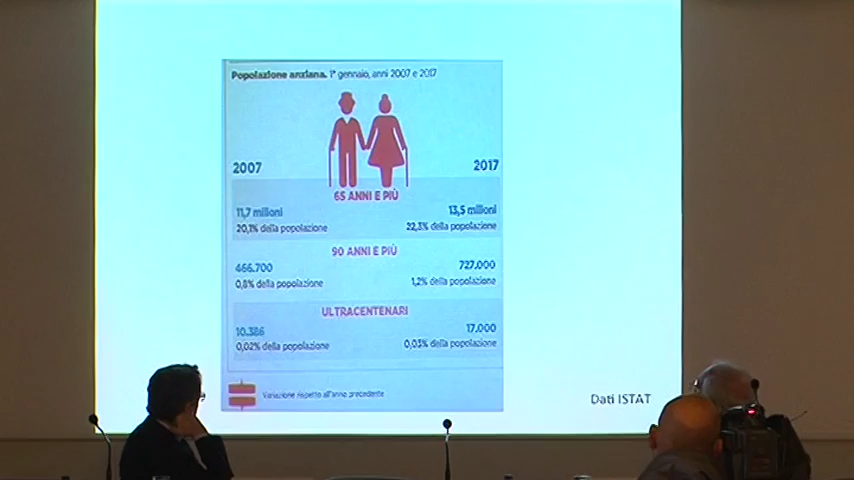 Popolazione anziana. 1° gennaio, anni 2007 e 2017
2007 2017
65 ANNI E PIÙ
11,7 milioni 13,5 milioni
20,1% della popolazione 22,3% della popolazione
90 ANNI E PIÙ
466.700 727.000
0,8% della popolazione 1,2% della popolazione
ULTRACENTENARI
10.386 17.000
0,02% della popolazione 0,03% della popolazione
Variazione rispetto all'anno precedente
Dati ISTAT